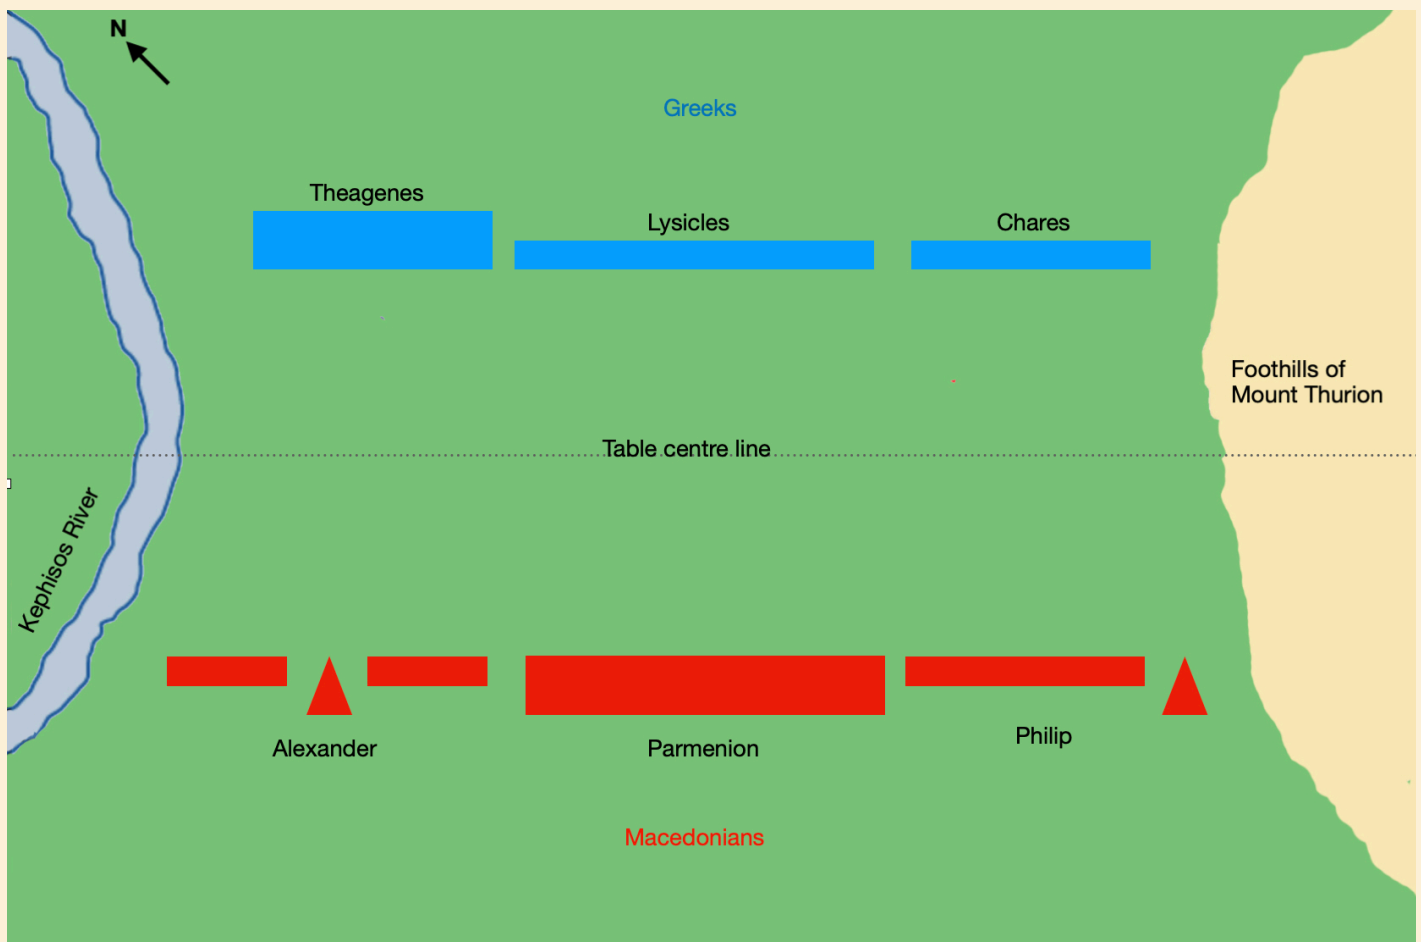 N
Greeks
Theagenes
Lysicles
Chares
Foothills of
Mount Thurion
Table centre line
Kephisos River
Alexander
Parmenion
Philip
Macedonians